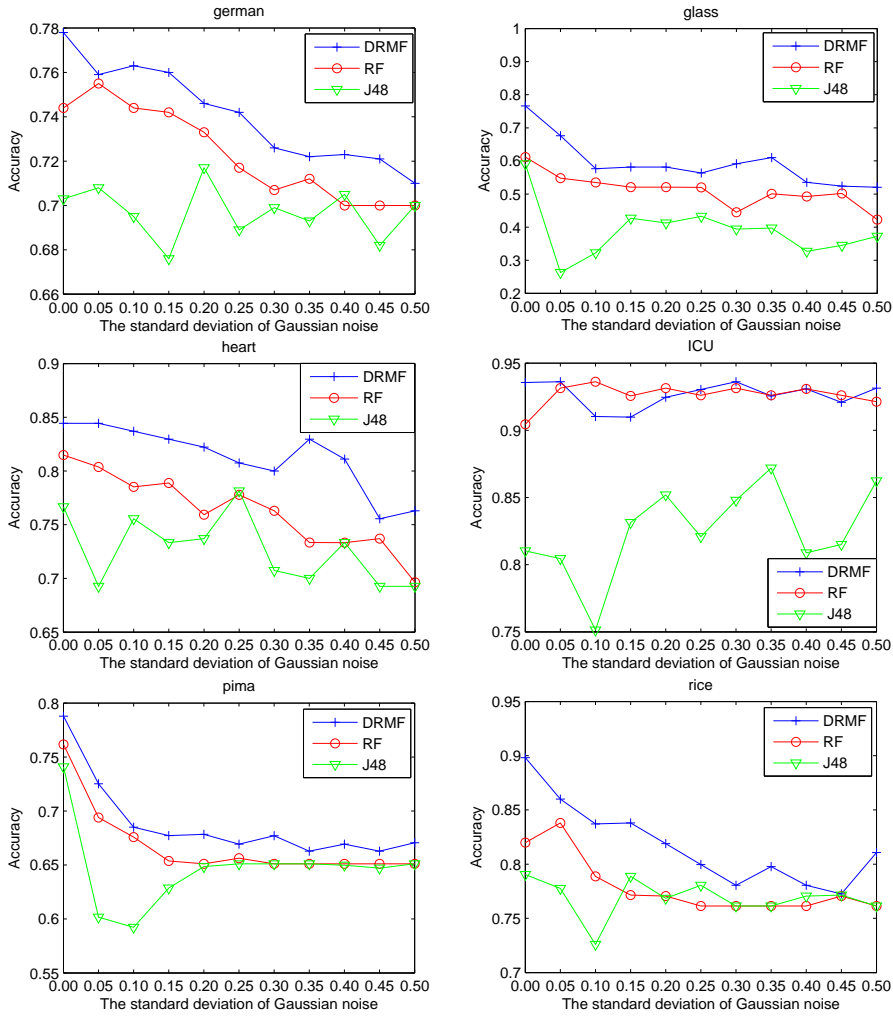 german
0.78
0.76
0.74
0.72
0.7
0.68
0.66
Accuracy
DRMF
RF
J48
0.00 0.05 0.10 0.15 0.20 0.25 0.30 0.35 0.40 0.45 0.50
The standard deviation of Gaussian noise
glass
1
0.9
0.8
0.7
0.6
0.5
0.4
0.3
0.2
Accuracy
DRMF
RF
J48
0.00 0.05 0.10 0.15 0.20 0.25 0.30 0.35 0.40 0.45 0.50
The standard deviation of Gaussian noise
heart
0.9
0.85
0.8
0.75
0.7
0.65
Accuracy
DRMF
RF
J48
0.00 0.05 0.10 0.15 0.20 0.25 0.30 0.35 0.40 0.45 0.50
The standard deviation of Gaussian noise
ICU
0.95
0.9
0.85
0.8
0.75
Accuracy
DRMF
RF
J48
0.00 0.05 0.10 0.15 0.20 0.25 0.30 0.35 0.40 0.45 0.50
The standard deviation of Gaussian noise
pima
0.8
0.75
0.7
0.65
0.6
0.55
Accuracy
DRMF
RF
J48
0.00 0.05 0.10 0.15 0.20 0.25 0.30 0.35 0.40 0.45 0.50
The standard deviation of Gaussian noise
rice
0.95
0.9
0.85
0.8
0.75
0.7
Accuracy
DRMF
RF
J48
0.00 0.05 0.10 0.15 0.20 0.25 0.30 0.35 0.40 0.45 0.50
The standard deviation of Gaussian noise